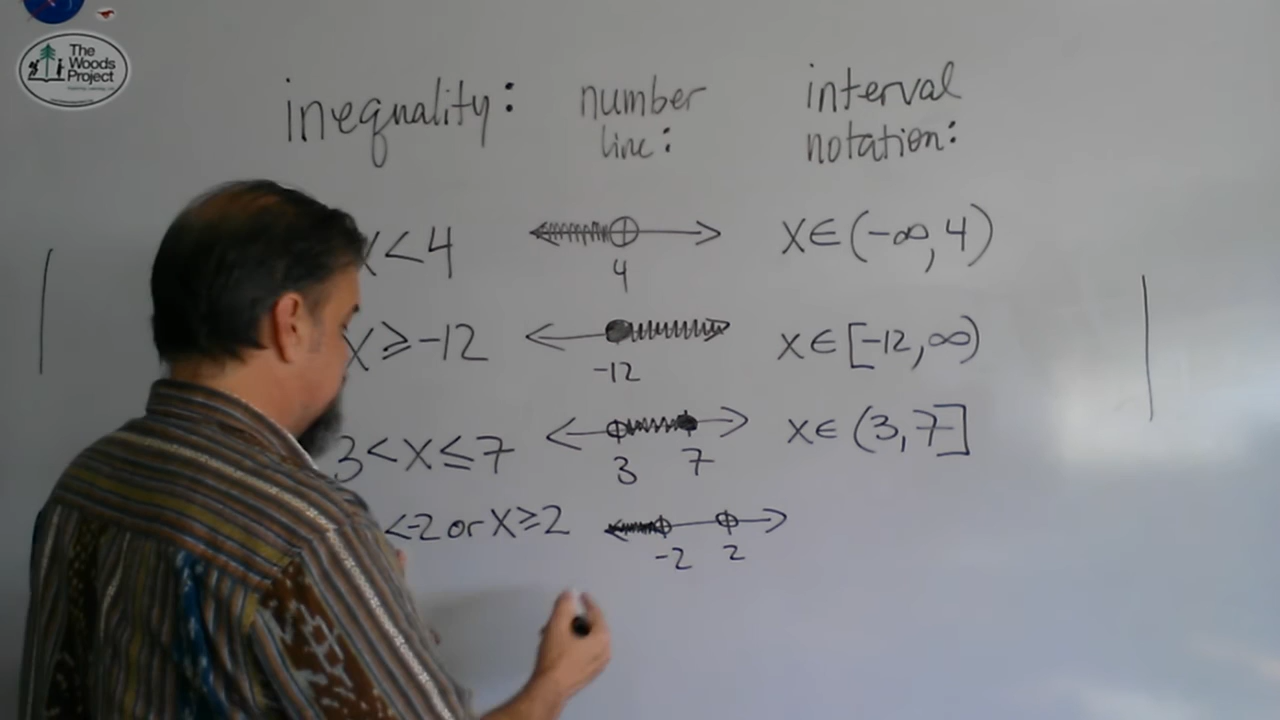 The
Woods
Project
inequality: number line: interval notation:
x<4 4 x∈(-∞,4)
x≥-12 -12 x∈[-12,∞)
3<x≤7 3 7 x∈(3,7]
<-2 or x≥2 -2 2